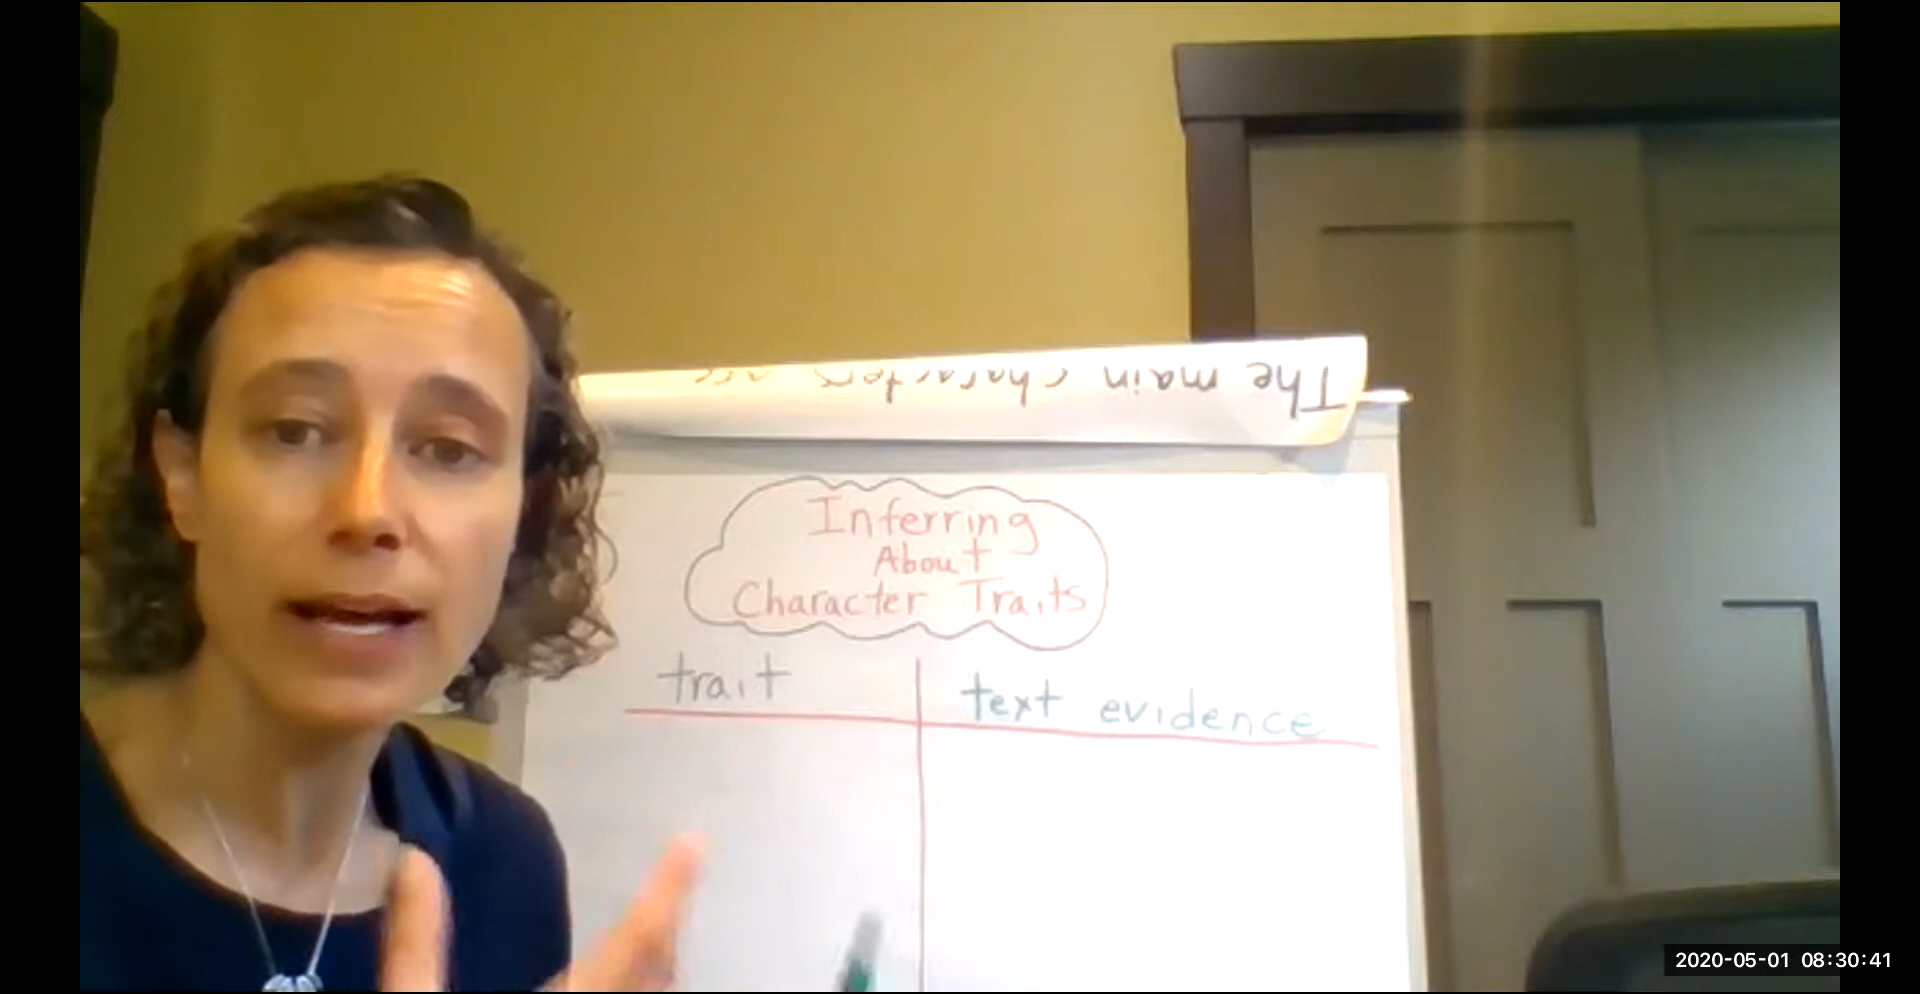 The main characters are
Inferring
About
Character Traits
trait
text evidence
2020-05-01 08:30:41